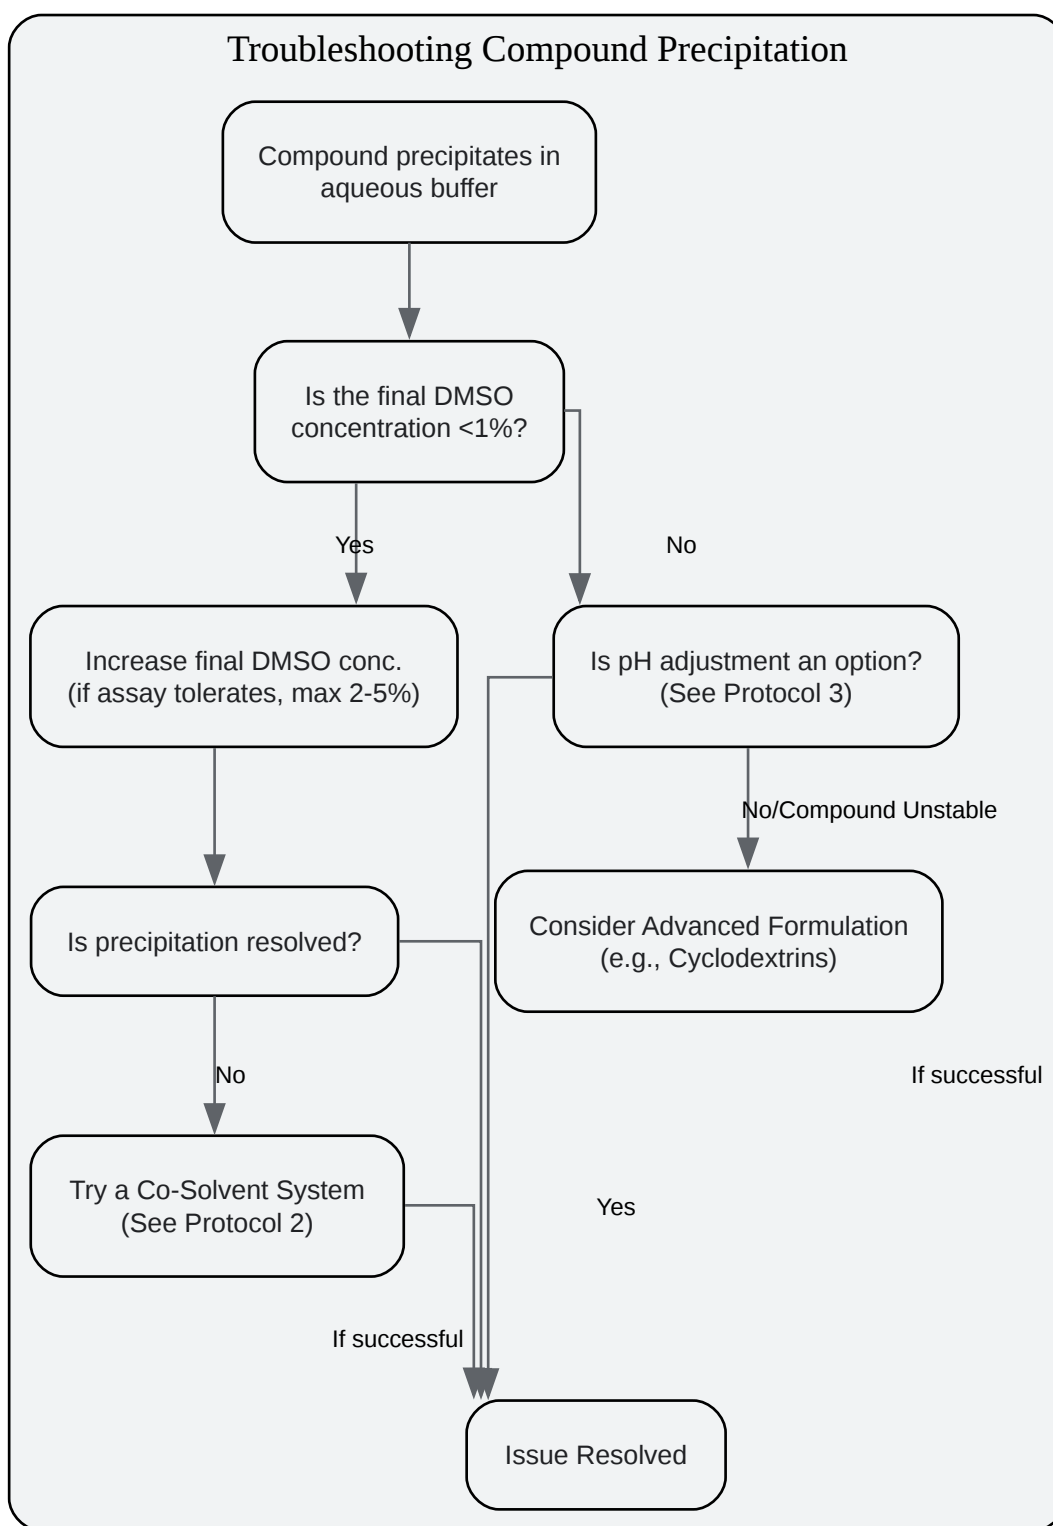 Troubleshooting Compound Precipitation
Compound precipitates in
aqueous buffer
Is the final DMSO
concentration <1%?
Yes
No
Increase final DMSO conc.
(if assay tolerates, max 2-5%)
Is pH adjustment an option?
(See Protocol 3)
No/Compound Unstable
Is precipitation resolved?
Consider Advanced Formulation
(e.g., Cyclodextrins)
No
If successful
Try a Co-Solvent System
(See Protocol 2)
Yes
If successful
Issue Resolved